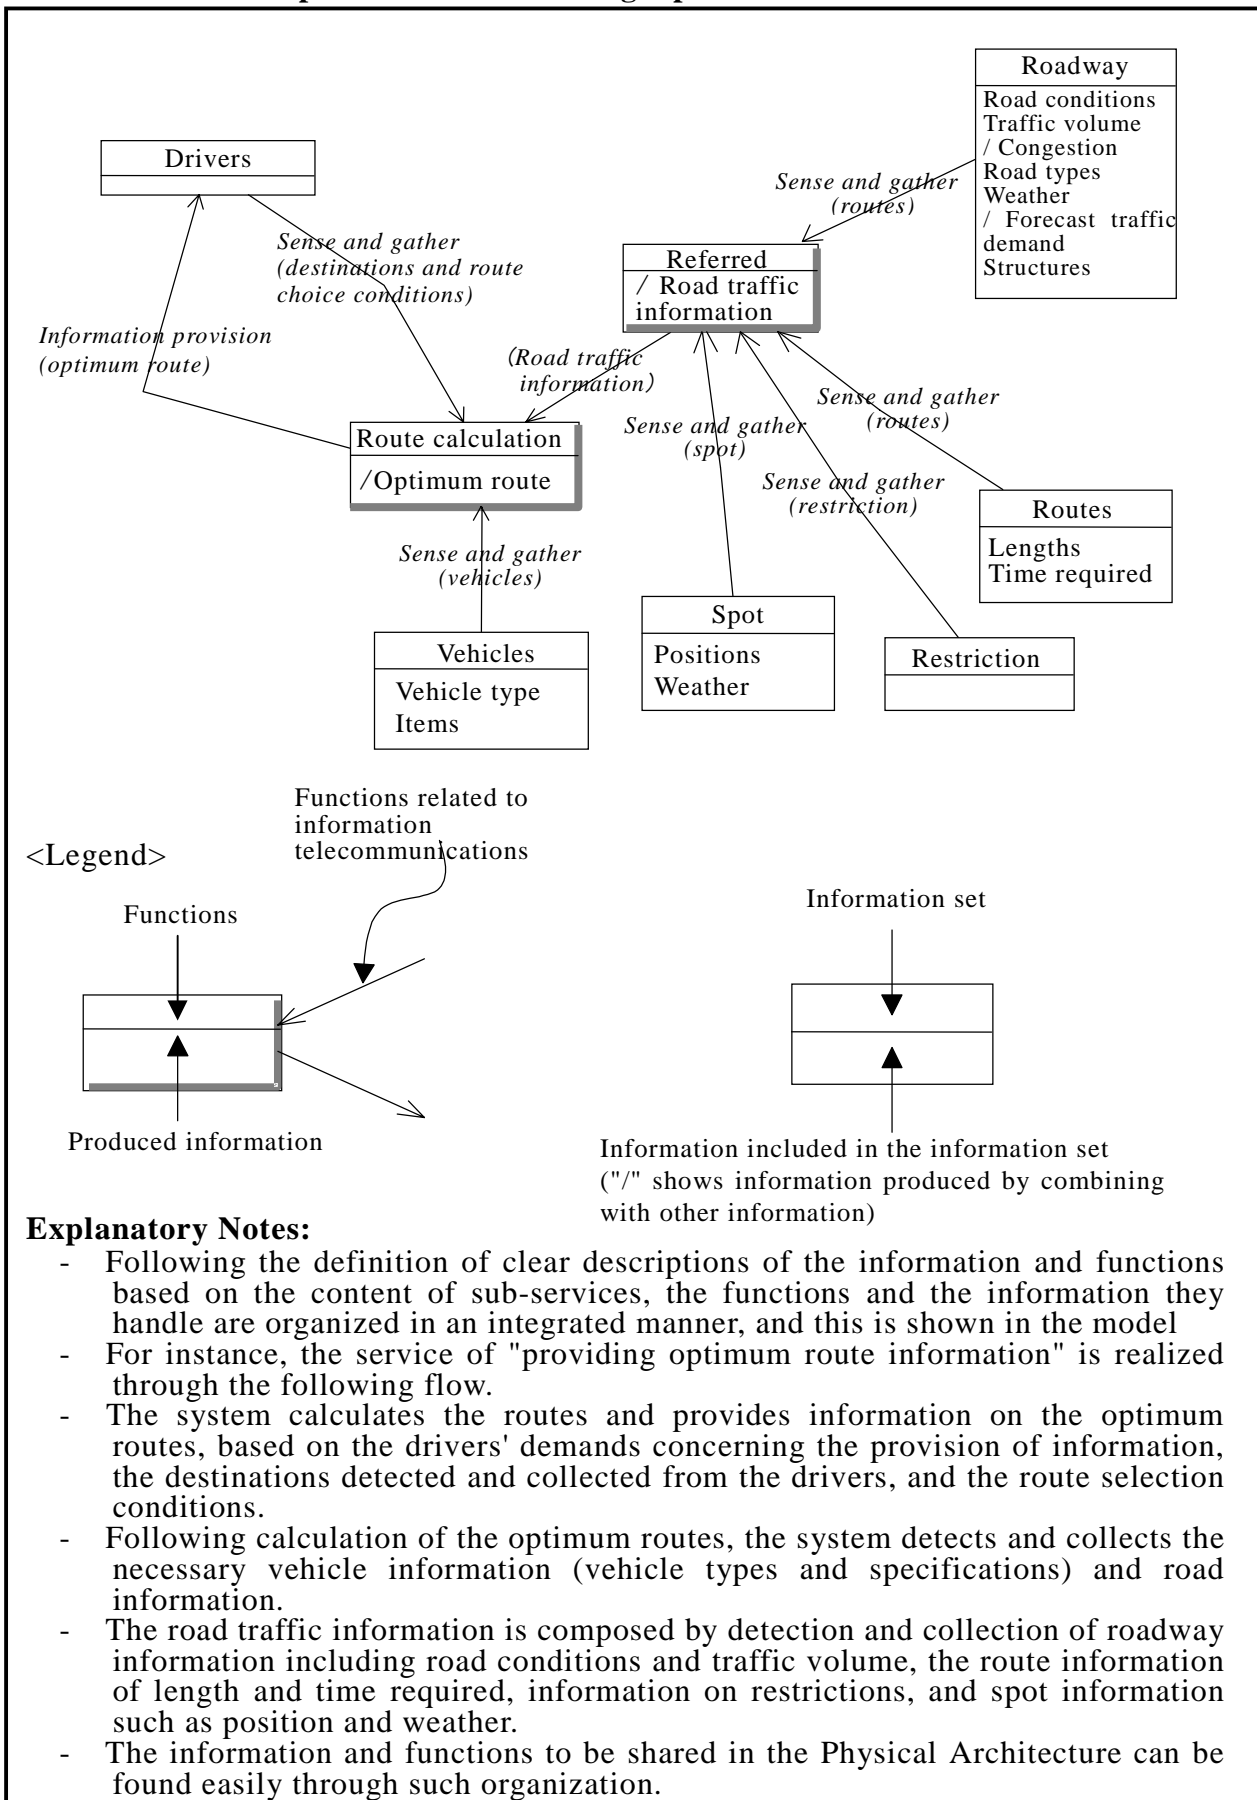 Roadway
Road conditions
Traffic volume
/ Congestion
Road types
Weather
/ Forecast traffic
demand
Structures
Drivers
Sense and gather
(routes)
Sense and gather
(destinations and route
choice conditions)
Referred
/ Road traffic
information
Information provision
(optimum route)
(Road traffic
information)
Sense and gather
(routes)
Sense and gather
(spot)
Route calculation
/Optimum route
Sense and gather
(restriction)
Routes
Lengths
Time required
Sense and gather
(vehicles)
Spot
Positions
Weather
Vehicles
Vehicle type
Items
Restriction
Functions related to
information
telecommunications
<Legend>
Functions
Information set
Produced information
Information included in the information set
("/" shows information produced by combining
with other information)
Explanatory Notes:
- Following the definition of clear descriptions of the information and functions
based on the content of sub-services, the functions and the information they
handle are organized in an integrated manner, and this is shown in the model
- For instance, the service of "providing optimum route information" is realized
through the following flow.
- The system calculates the routes and provides information on the optimum
routes, based on the drivers' demands concerning the provision of information,
the destinations detected and collected from the drivers, and the route selection
conditions.
- Following calculation of the optimum routes, the system detects and collects the
necessary vehicle information (vehicle types and specifications) and road
information.
- The road traffic information is composed by detection and collection of roadway
information including road conditions and traffic volume, the route information
of length and time required, information on restrictions, and spot information
such as position and weather.
- The information and functions to be shared in the Physical Architecture can be
found easily through such organization.